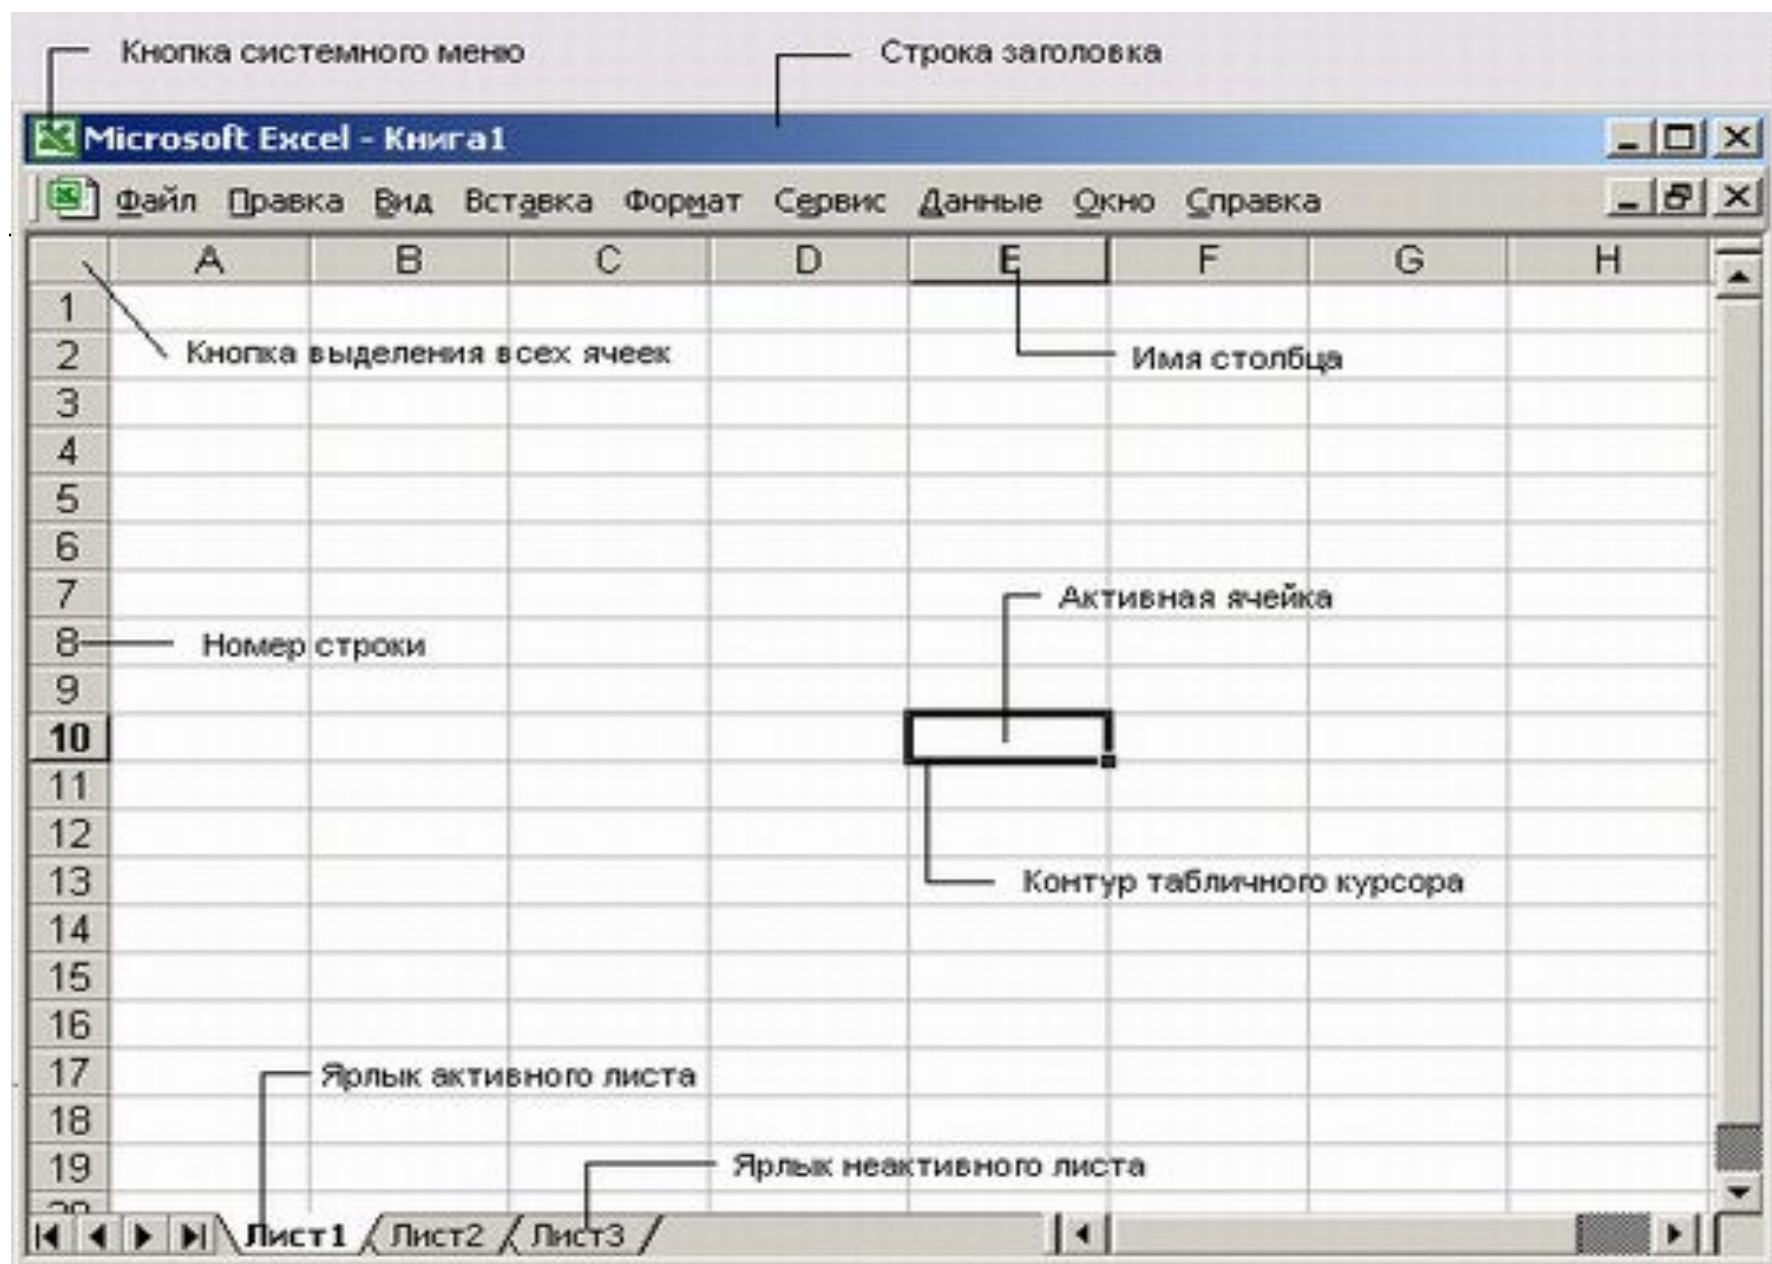 Кнопка системного меню Строка заголовка
Microsoft Excel - Книга1
Файл Правка Вид Вставка Формат Сервис Данные Окно Справка
A B C D E F G H
1
2 Кнопка выделения всех ячеек Имя столбца
3
4
5
6
7 Активная ячейка
8 Номер строки
9
10
11
12
13 Контур табличного курсора
14
15
16
17 Ярлык активного листа
18
19 Ярлык неактивного листа
20
Лист1 Лист2 Лист3